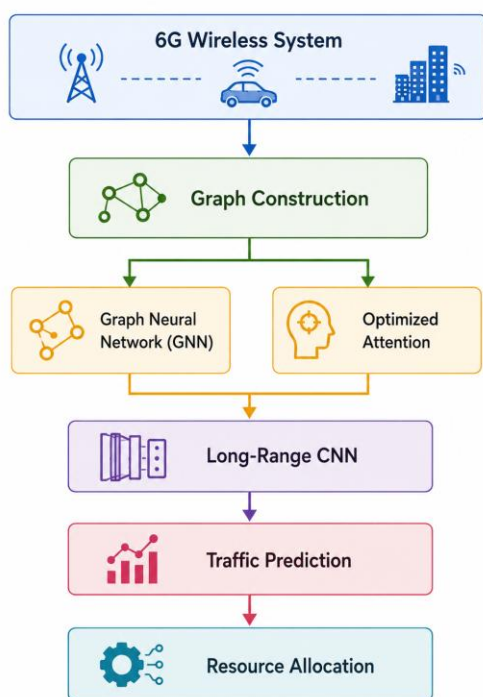 6G Wireless System
Graph Construction
Graph Neural
Network (GNN)
Optimized
Attention
Long-Range CNN
Traffic Prediction
Resource Allocation